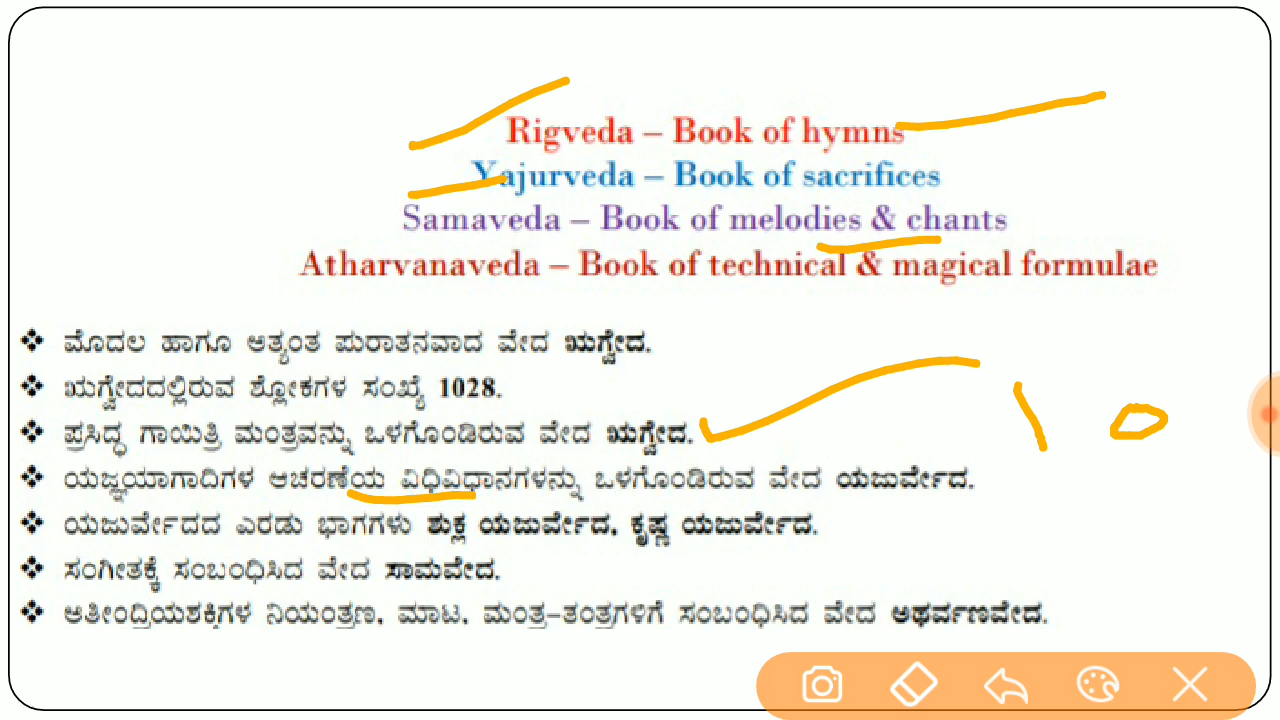 Rigveda – Book of hymns
Yajurveda – Book of sacrifices
Samaveda – Book of melodies & chants
Atharvanaveda – Book of technical & magical formulae
❖ ಮೊದಲ ಹಾಗೂ ಅತ್ಯಂತ ಪುರಾತನವಾದ ವೇದ ಋಗ್ವೇದ.
❖ ಋಗ್ವೇದದಲ್ಲಿರುವ ಶ್ಲೋಕಗಳ ಸಂಖ್ಯೆ 1028.
❖ ಪ್ರಸಿದ್ಧ ಗಾಯಿತ್ರಿ ಮಂತ್ರವನ್ನು ಒಳಗೊಂಡಿರುವ ವೇದ ಋಗ್ವೇದ. 10
❖ ಯಜ್ಞಯಾಗಾದಿಗಳ ಆಚರಣೆಯ ವಿಧಿವಿಧಾನಗಳನ್ನು ಒಳಗೊಂಡಿರುವ ವೇದ ಯಜುರ್ವೇದ.
❖ ಯಜುರ್ವೇದದ ಎರಡು ಭಾಗಗಳು ಶುಕ್ಲ ಯಜುರ್ವೇದ, ಕೃಷ್ಣ ಯಜುರ್ವೇದ.
❖ ಸಂಗೀತಕ್ಕೆ ಸಂಬಂಧಿಸಿದ ವೇದ ಸಾಮವೇದ.
❖ ಅತೀಂದ್ರಿಯಶಕ್ತಿಗಳ ನಿಯಂತ್ರಣ, ಮಾಟ, ಮಂತ್ರ-ತಂತ್ರಗಳಿಗೆ ಸಂಬಂಧಿಸಿದ ವೇದ ಅಥರ್ವಣವೇದ.